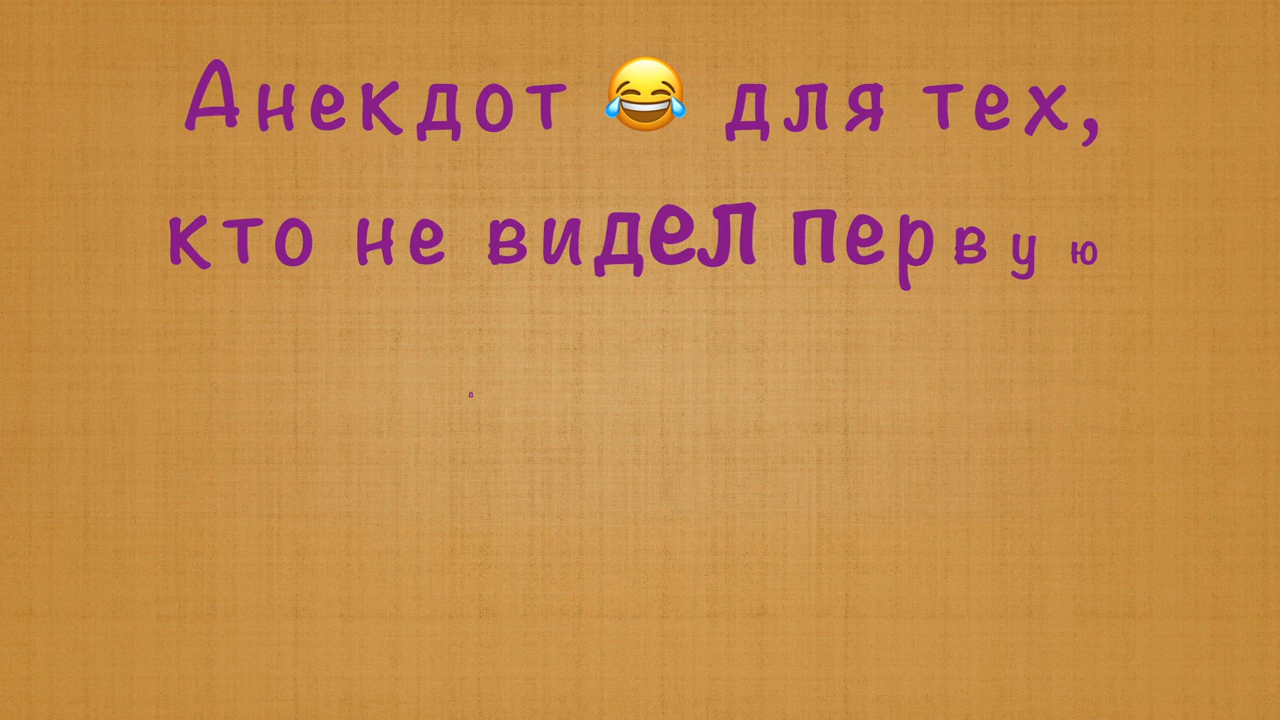 Анекдот 😂 для тех,
кто не видел первую
а